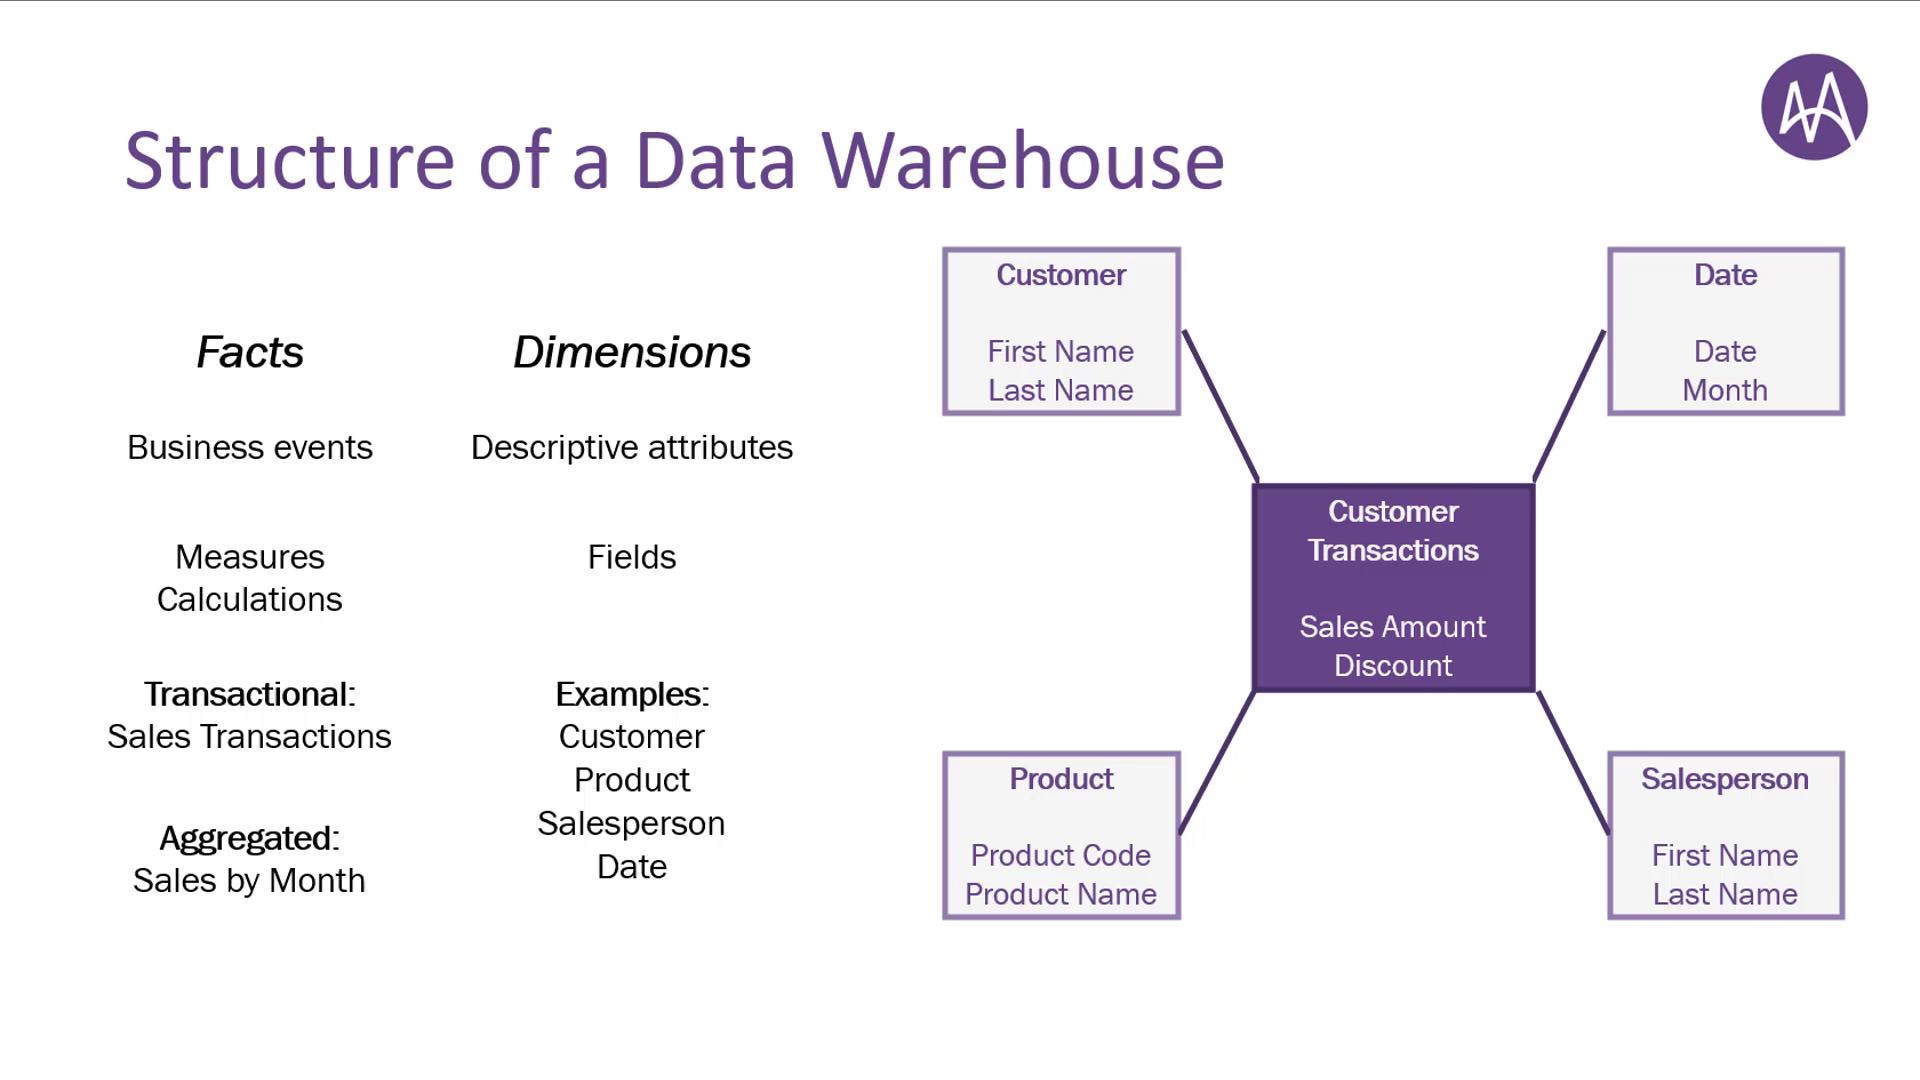 Structure of a Data Warehouse
Facts
Business events
Measures
Calculations
Transactional:
Sales Transactions
Aggregated:
Sales by Month
Dimensions
Descriptive attributes
Fields
Examples:
Customer
Product
Salesperson
Date
Customer
First Name
Last Name
Date
Date
Month
Customer
Transactions
Sales Amount
Discount
Product
Product Code
Product Name
Salesperson
First Name
Last Name